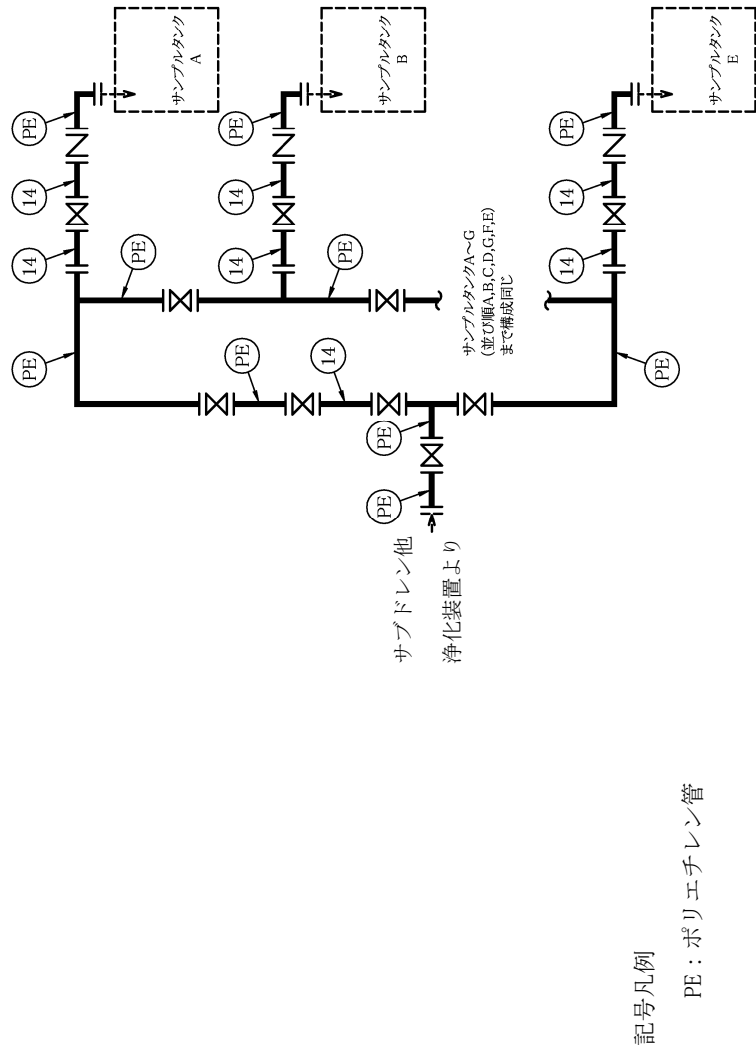 PE
14
14
PE
サンプルタンク
A
PE
14
14
PE
サンプルタンク
B
PE
PE
PE
14
サンプルタンクA～G
(並び順A,B,C,D,G,F,E)
まで構成同じ
14
14
PE
サンプルタンク
E
PE
PE
PE
サブドレン他
浄化装置より
記号凡例
PE：ポリエチレン管